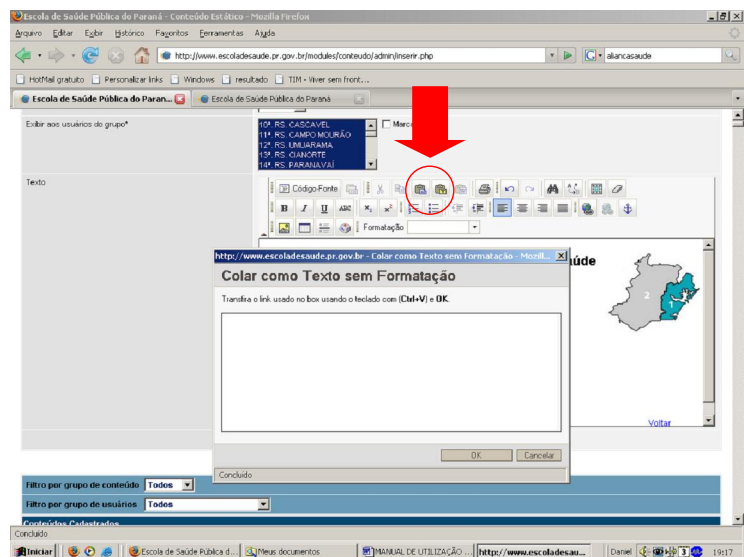 Escola de Saúde Pública do Paraná - Conteúdo Estático - Mozilla Firefox
Arquivo Editar Exibir Histórico Favoritos Ferramentas Ajuda
http://www.escoladesaude.pr.gov.br/modules/conteudo/admin/inserir.php
aliancasaude
HotMail gratuito Personalizar links Windows resultado TIM - Viver sem front...
Escola de Saúde Pública do Paran... Escola de Saúde Pública do Paraná
Exibir aos usuários do grupo*
10ª. RS. CASCAVEL
11ª. RS. CAMPO MOURÃO
12ª. RS. UMUARAMA
13ª. RS. CIANORTE
14ª. RS. PARANAVAÍ
Marc
Texto
Código-Fonte
B I U ABC x₂ x²
Formatação
http://www.escoladesaude.pr.gov.br - Colar como Texto sem Formatação - Mozill...
úde
Colar como Texto sem Formatação
Transfira o link usado no box usando o teclado com (Ctrl+V) e OK.
2
1
Voltar
OK Cancelar
Concluído
Filtro por grupo de conteúdo Todos
Filtro por grupo de usuários Todos
Conteúdos Cadastrados
Concluído
Iniciar Escola de Saúde Pública d... Meus documentos MANUAL DE UTILIZAÇÃO ... http://www.escoladesau... Daniel 3 19:17